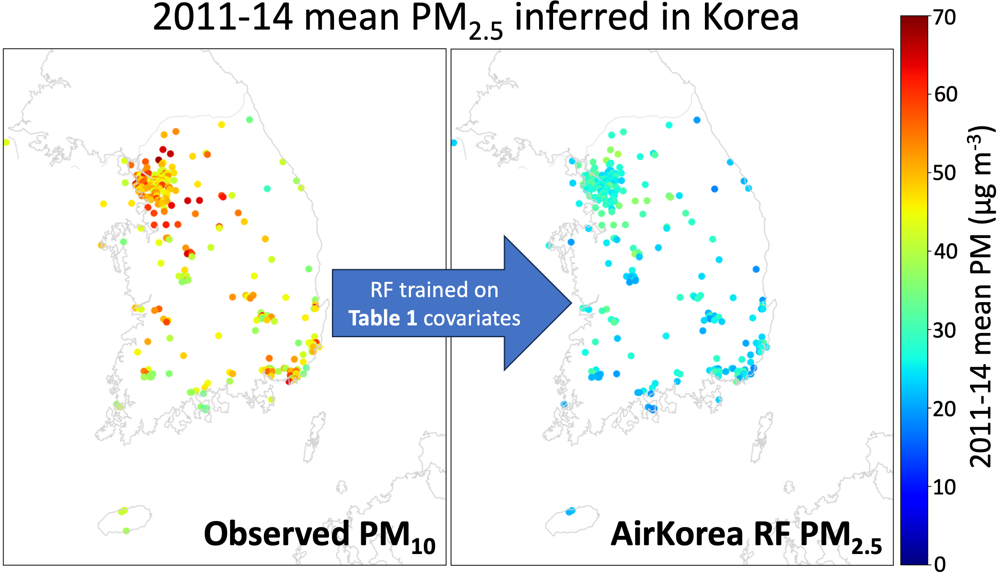 2011-14 mean PM2.5 inferred in Korea
RF trained on
Table 1 covariates
Observed PM10
AirKorea RF PM2.5
70
60
50
40
30
20
10
0
2011-14 mean PM (µg m-3)